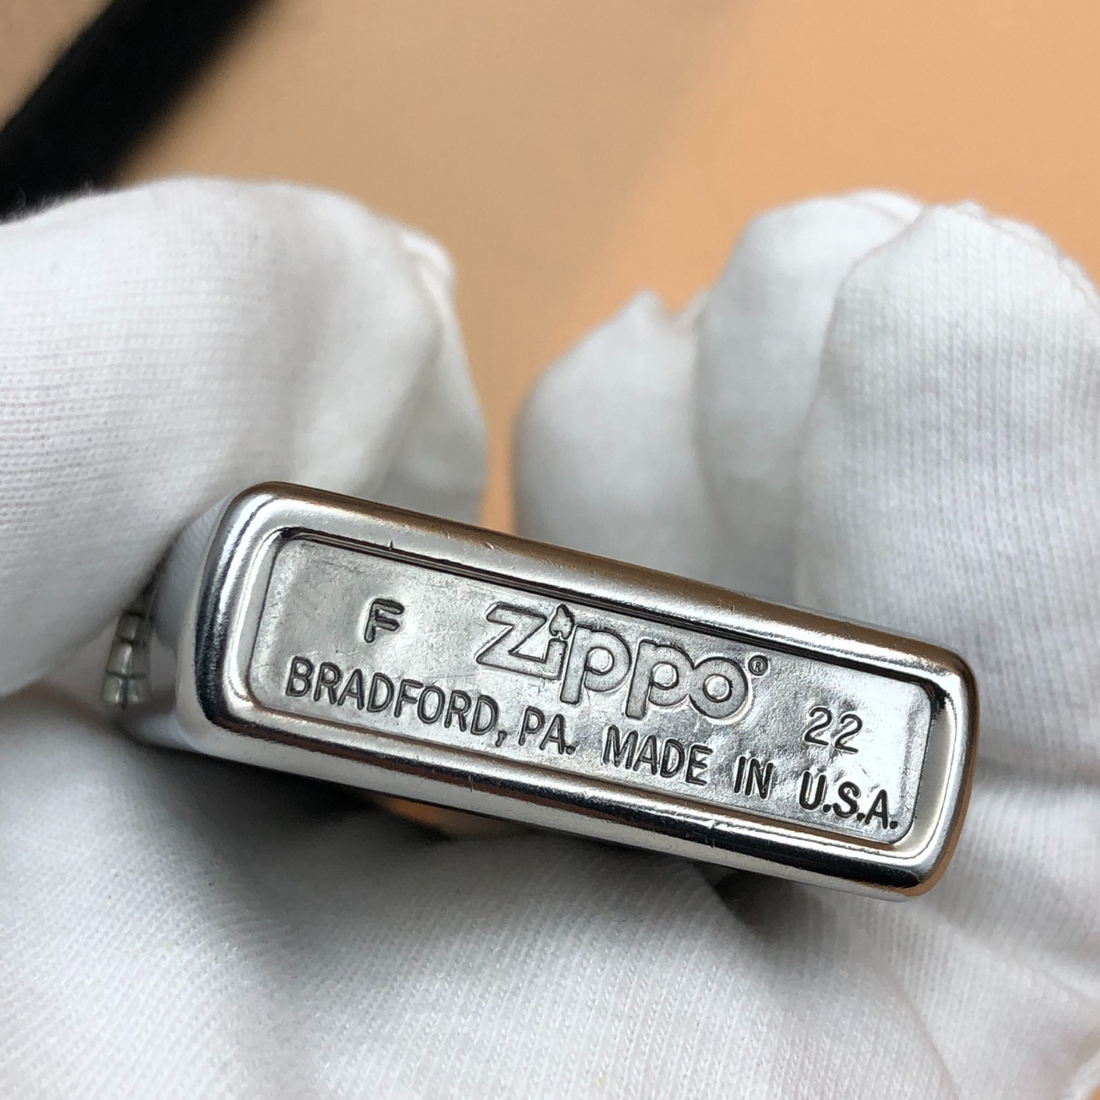 F Zippo® 22
BRADFORD, PA. MADE IN U.S.A.